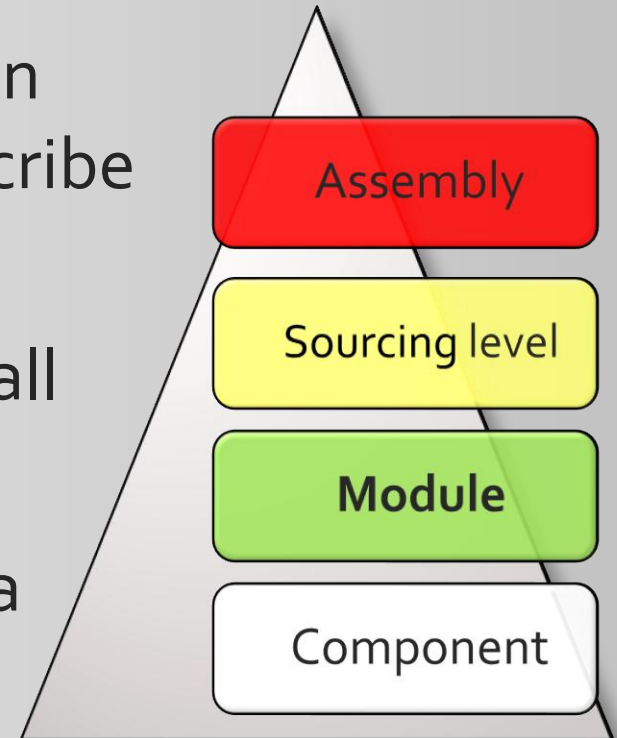 n
cribe
all
a
Assembly
Sourcing level
Module
Component